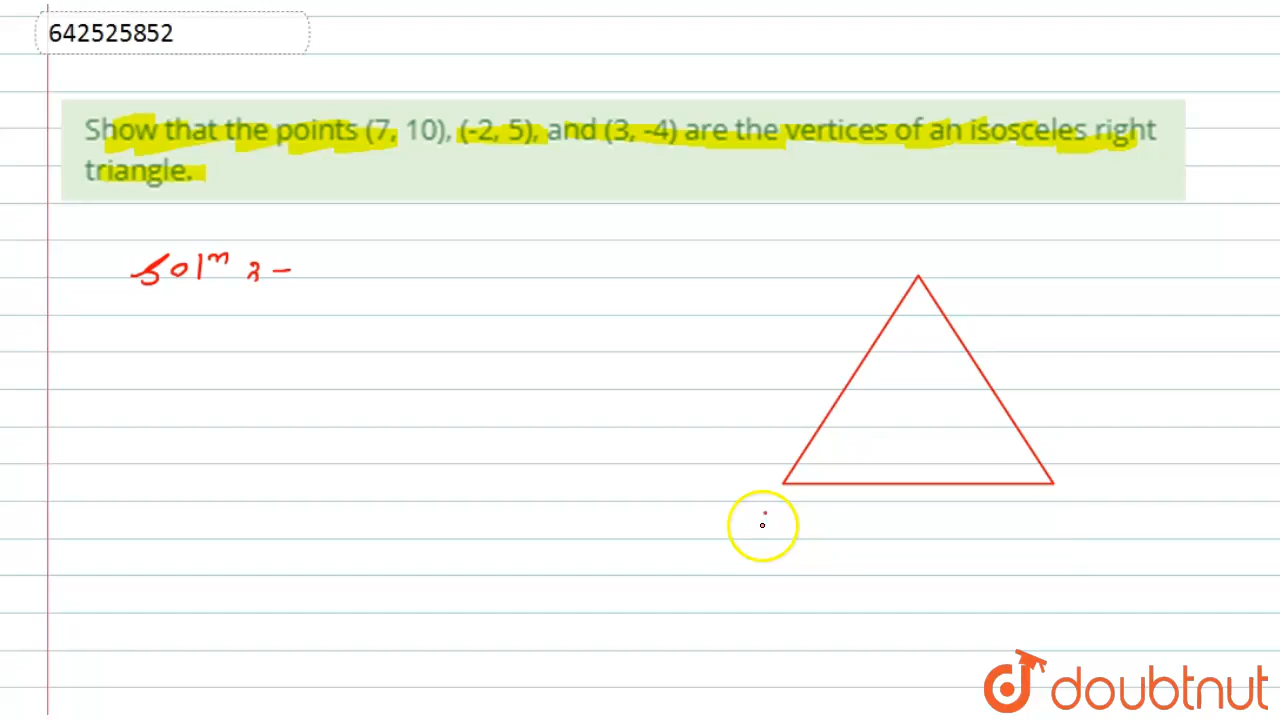 642525852
Show that the points (7, 10), (-2, 5), and (3, -4) are the vertices of an isosceles right
triangle.
Solⁿ :-
doubtnut